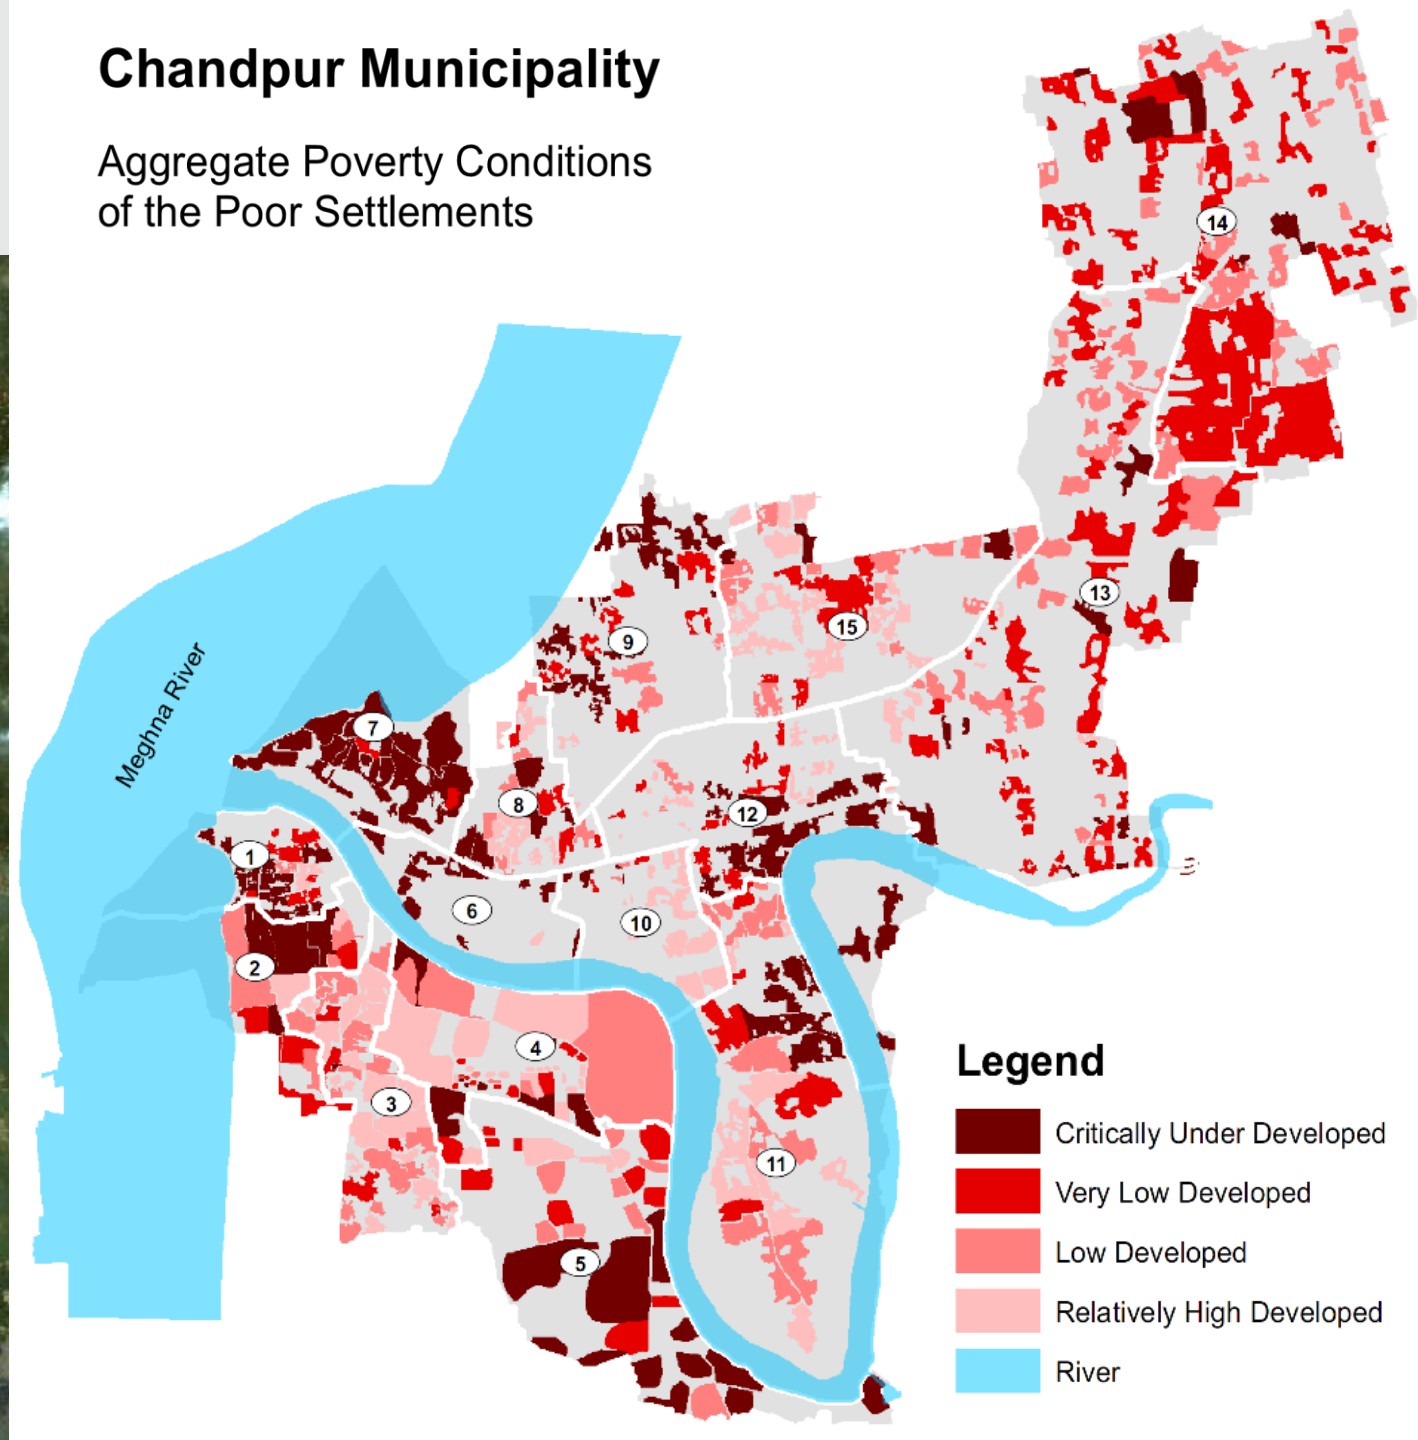 Chandpur Municipality
Aggregate Poverty Conditions
of the Poor Settlements
14
13
15
9
7
Meghna River
8
12
1
6
10
2
4
3
11
5
Legend
Critically Under Developed
Very Low Developed
Low Developed
Relatively High Developed
River